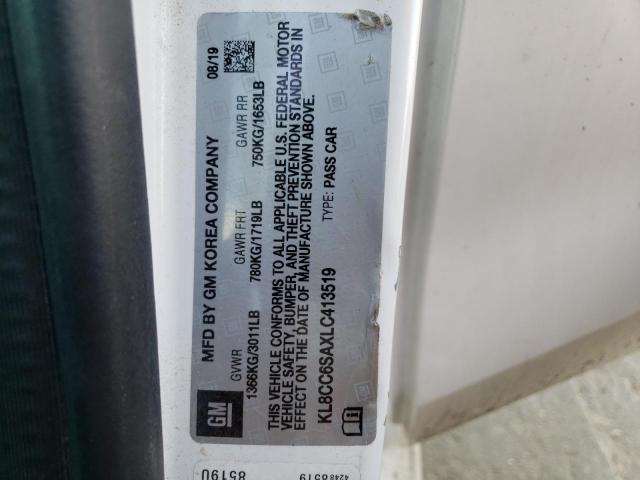 MFD BY GM KOREA COMPANY 08/19
GVWR GAWR FRT GAWR RR
1366KG/3011LB 780KG/1719LB 750KG/1653LB
THIS VEHICLE CONFORMS TO ALL APPLICABLE U.S. FEDERAL MOTOR
VEHICLE SAFETY, BUMPER, AND THEFT PREVENTION STANDARDS IN
EFFECT ON THE DATE OF MANUFACTURE SHOWN ABOVE.
KL8CC6SAXLC413519 TYPE: PASS CAR
GM
8519U
42488519